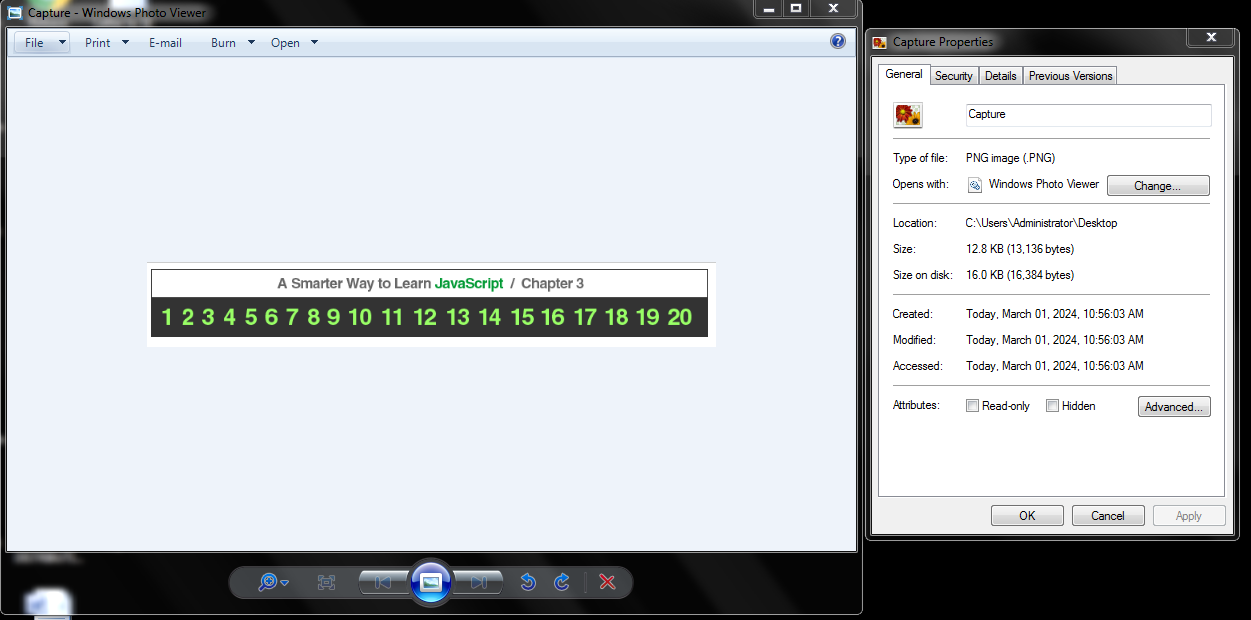 Capture - Windows Photo Viewer
File Print E-mail Burn Open
A Smarter Way to Learn JavaScript / Chapter 3
1 2 3 4 5 6 7 8 9 10 11 12 13 14 15 16 17 18 19 20
Capture Properties
General Security Details Previous Versions
Capture
Type of file: PNG image (.PNG)
Opens with: Windows Photo Viewer Change...
Location: C:\Users\Administrator\Desktop
Size: 12.8 KB (13,136 bytes)
Size on disk: 16.0 KB (16,384 bytes)
Created: Today, March 01, 2024, 10:56:03 AM
Modified: Today, March 01, 2024, 10:56:03 AM
Accessed: Today, March 01, 2024, 10:56:03 AM
Attributes: Read-only Hidden Advanced...
OK Cancel Apply